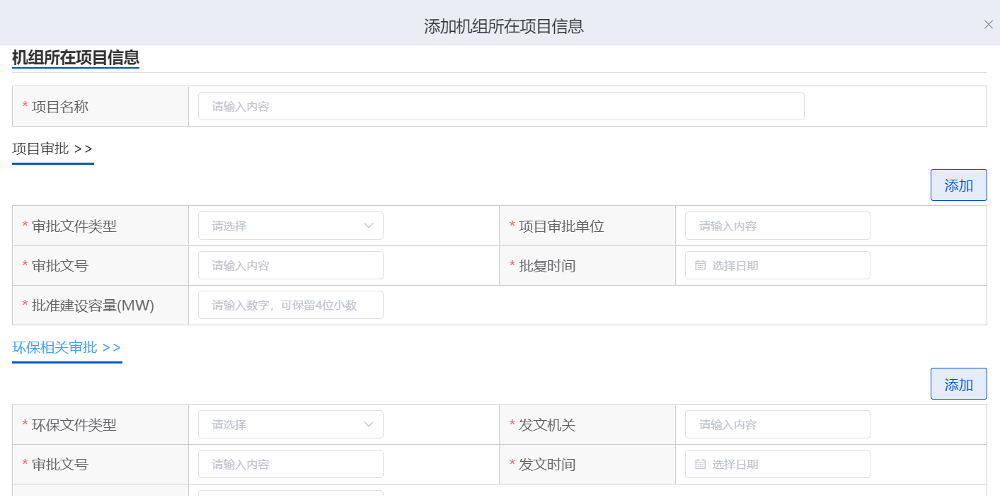 添加机组所在项目信息
机组所在项目信息
* 项目名称 请输入内容
项目审批 >>
添加
* 审批文件类型 请选择 * 项目审批单位 请输入内容
* 审批文号 请输入内容 * 批复时间 选择日期
* 批准建设容量(MW) 请输入数字，可保留4位小数
环保相关审批 >>
添加
* 环保文件类型 请选择 * 发文机关 请输入内容
* 审批文号 请输入内容 * 发文时间 选择日期